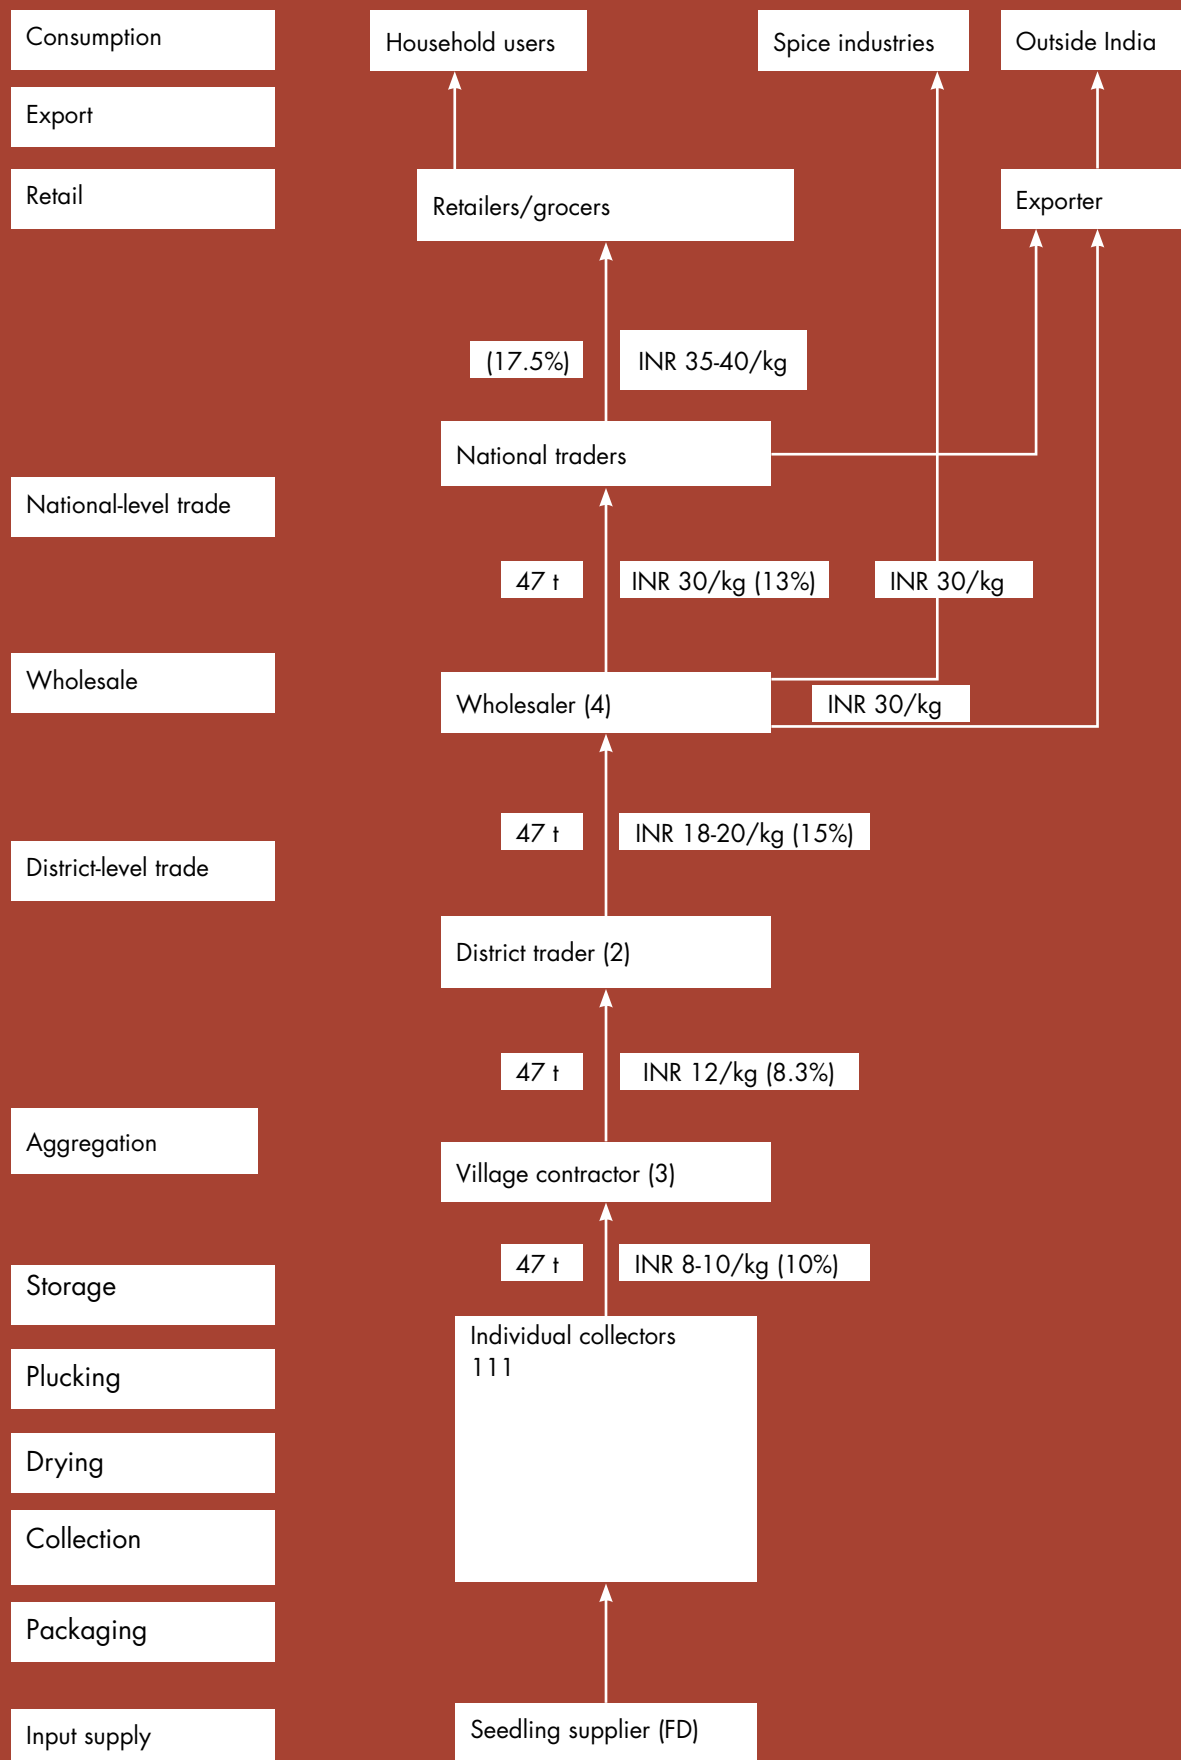 Consumption
Household users
Spice industries
Outside India
Export
Retail
Retailers/grocers
Exporter
(17.5%)
INR 35-40/kg
National traders
National-level trade
47 t
INR 30/kg (13%)
INR 30/kg
Wholesale
Wholesaler (4)
INR 30/kg
47 t
INR 18-20/kg (15%)
District-level trade
District trader (2)
47 t
INR 12/kg (8.3%)
Aggregation
Village contractor (3)
47 t
INR 8-10/kg (10%)
Storage
Individual collectors
111
Plucking
Drying
Collection
Packaging
Input supply
Seedling supplier (FD)